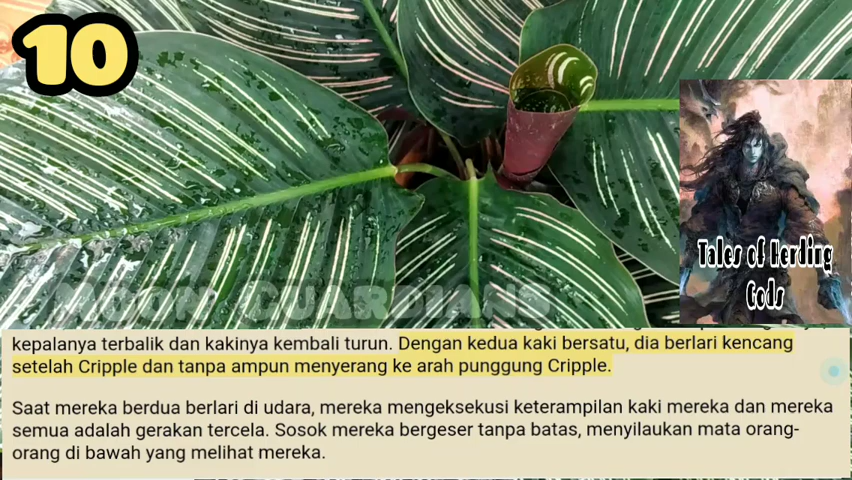 10
Tales of Herding
Gods
MOON GUARDIANS
kepalanya terbalik dan kakinya kembali turun. Dengan kedua kaki bersatu, dia berlari kencang
setelah Cripple dan tanpa ampun menyerang ke arah punggung Cripple.
Saat mereka berdua berlari di udara, mereka mengeksekusi keterampilan kaki mereka dan mereka
semua adalah gerakan tercela. Sosok mereka bergeser tanpa batas, menyilaukan mata orang-
orang di bawah yang melihat mereka.